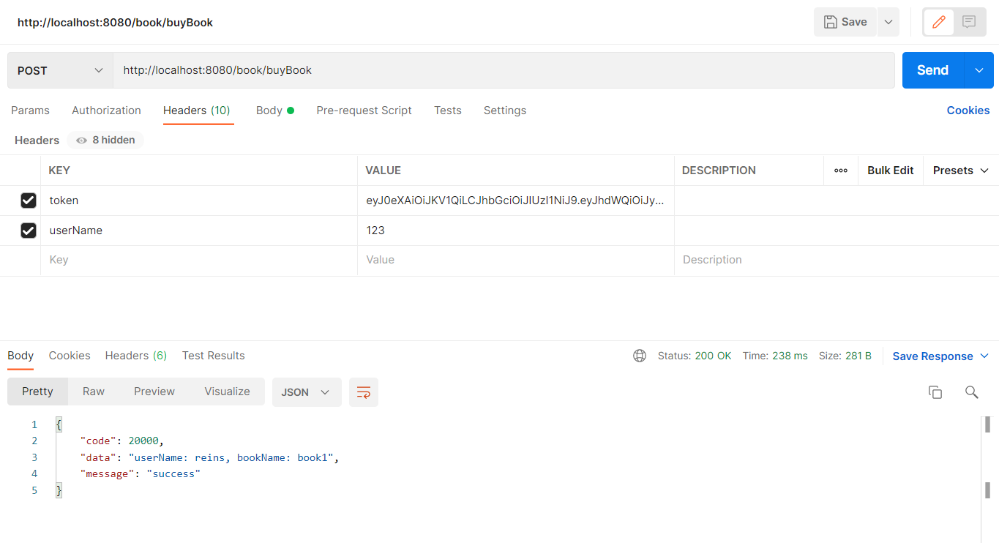 http://localhost:8080/book/buyBook Save
POST http://localhost:8080/book/buyBook Send
Params Authorization Headers (10) Body Pre-request Script Tests Settings Cookies
Headers 8 hidden
KEY VALUE DESCRIPTION Bulk Edit Presets
token eyJ0eXAiOiJKV1QiLCJhbGciOiJIUzI1NiJ9.eyJhdWQiOiJy...
userName 123
Key Value Description
Body Cookies Headers (6) Test Results Status: 200 OK Time: 238 ms Size: 281 B Save Response
Pretty Raw Preview Visualize JSON
1 {
2 "code": 20000,
3 "data": "userName: reins, bookName: book1",
4 "message": "success"
5 }